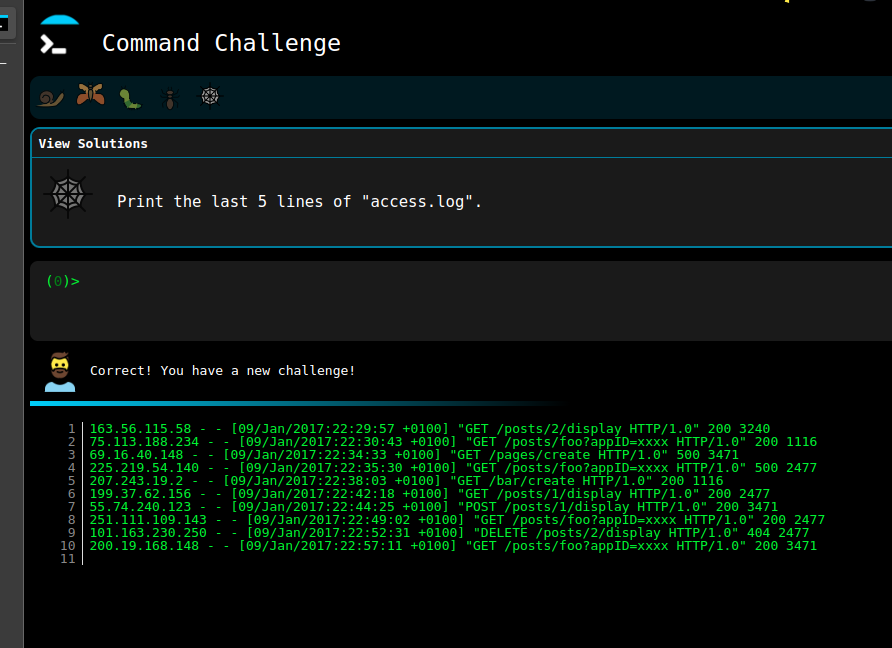 Command Challenge
View Solutions
Print the last 5 lines of "access.log".
(0)>
Correct! You have a new challenge!
1 163.56.115.58 - - [09/Jan/2017:22:29:57 +0100] "GET /posts/2/display HTTP/1.0" 200 3240
2 75.113.188.234 - - [09/Jan/2017:22:30:43 +0100] "GET /posts/foo?appID=xxxx HTTP/1.0" 200 1116
3 69.16.40.148 - - [09/Jan/2017:22:34:33 +0100] "GET /pages/create HTTP/1.0" 500 3471
4 225.219.54.140 - - [09/Jan/2017:22:35:30 +0100] "GET /posts/foo?appID=xxxx HTTP/1.0" 500 2477
5 207.243.19.2 - - [09/Jan/2017:22:38:03 +0100] "GET /bar/create HTTP/1.0" 200 1116
6 199.37.62.156 - - [09/Jan/2017:22:42:18 +0100] "GET /posts/1/display HTTP/1.0" 200 2477
7 55.74.240.123 - - [09/Jan/2017:22:44:25 +0100] "POST /posts/1/display HTTP/1.0" 200 3471
8 251.111.109.143 - - [09/Jan/2017:22:49:02 +0100] "GET /posts/foo?appID=xxxx HTTP/1.0" 200 2477
9 101.163.230.250 - - [09/Jan/2017:22:52:31 +0100] "DELETE /posts/2/display HTTP/1.0" 404 2477
10 200.19.168.148 - - [09/Jan/2017:22:57:11 +0100] "GET /posts/foo?appID=xxxx HTTP/1.0" 200 3471
11